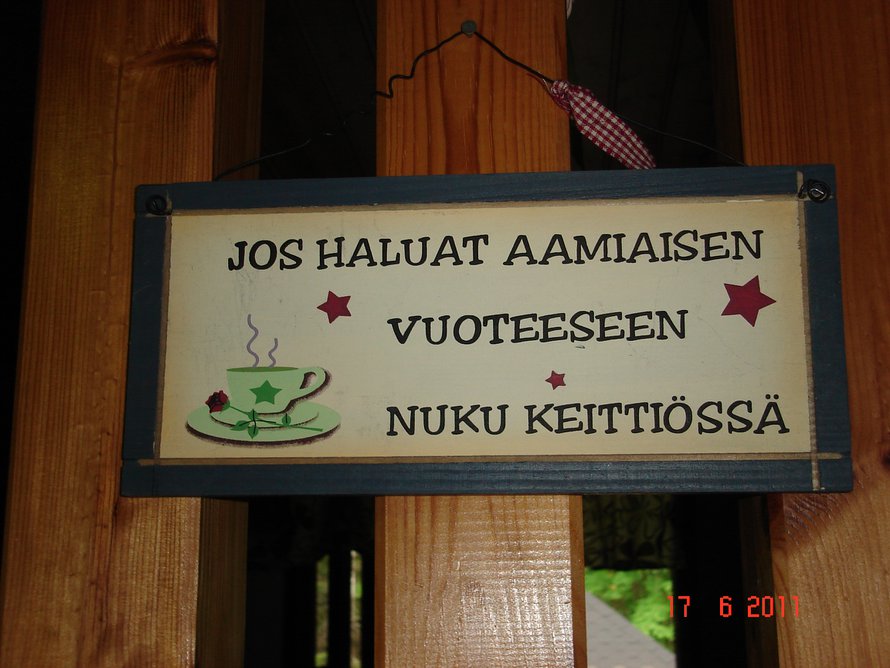 JOS HALUAT AAMIAISEN
VUOTEESEEN
NUKU KEITTIÖSSÄ
17 6 2011